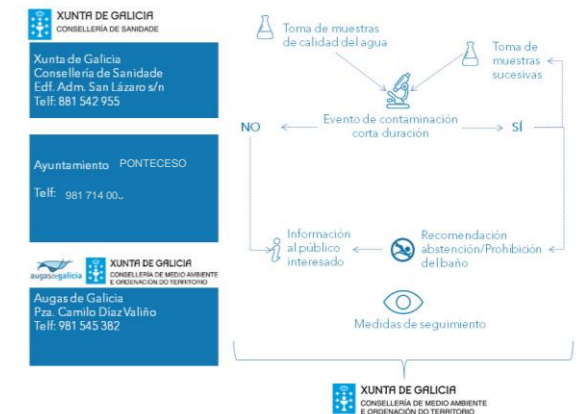 XUNTA DE GALICIA
CONSELLERÍA DE SANIDADE
Xunta de Galicia
Consellería de Sanidade
Edf. Adm. San Lázaro s/n
Telf: 881 542 955
Ayuntamiento PONTECESO
Telf: 981 714 00
augas de galicia
XUNTA DE GALICIA
CONSELLERÍA DE MEDIO AMBIENTE
E ORDENACIÓN DO TERRITORIO
Augas de Galicia
Pza. Camilo Díaz Valiño
Telf: 981 545 382
Toma de muestras
de calidad del agua
Toma de
muestras
sucesivas
Evento de contaminación
corta duración
NO
SÍ
Información
al público
interesado
Recomendación
abstención/Prohibición
del baño
Medidas de seguimiento
XUNTA DE GALICIA
CONSELLERÍA DE MEDIO AMBIENTE
E ORDENACIÓN DO TERRITORIO